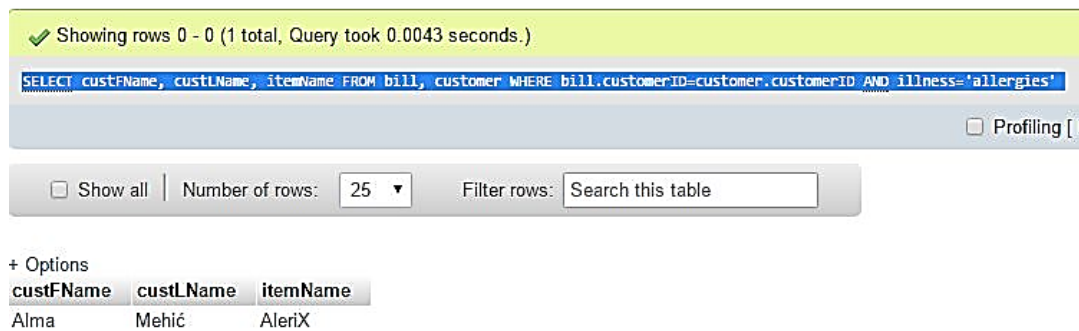 Showing rows 0 - 0 (1 total, Query took 0.0043 seconds.)
SELECT custFName, custLName, itemName FROM bill, customer WHERE bill.customerID=customer.customerID AND illness='allergies'
Profiling [
Show all Number of rows: 25 Filter rows: Search this table
+ Options
custFName custLName itemName
Alma Mehić AleriX